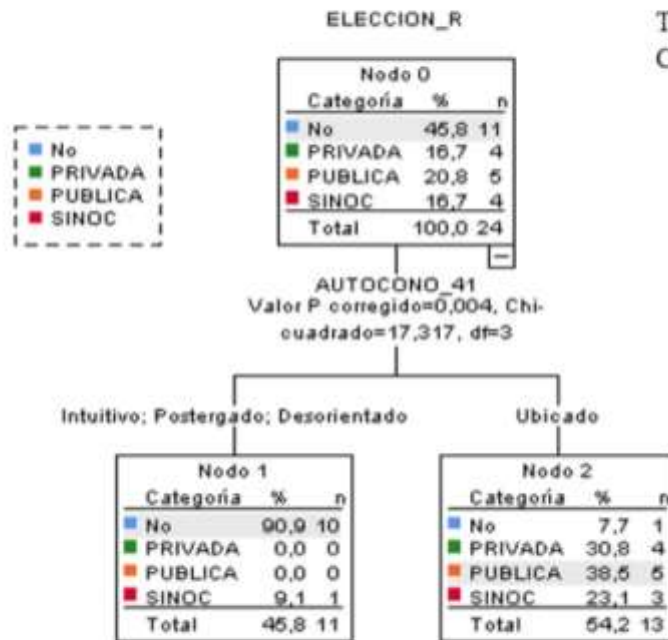 ELECCION_R
T
C
No
PRIVADA
PUBLICA
SINOC
Nodo 0
Categoría % n
No 45,8 11
PRIVADA 16,7 4
PUBLICA 20,8 5
SINOC 16,7 4
Total 100,0 24
AUTOCONO_41
Valor P corregido=0,004, Chi-
cuadrado=17,317, df=3
Intuitivo; Postergado; Desorientado
Ubicado
Nodo 1
Categoría % n
No 90,9 10
PRIVADA 0,0 0
PUBLICA 0,0 0
SINOC 9,1 1
Total 45,8 11
Nodo 2
Categoría % n
No 7,7 1
PRIVADA 30,8 4
PUBLICA 38,5 5
SINOC 23,1 3
Total 54,2 13